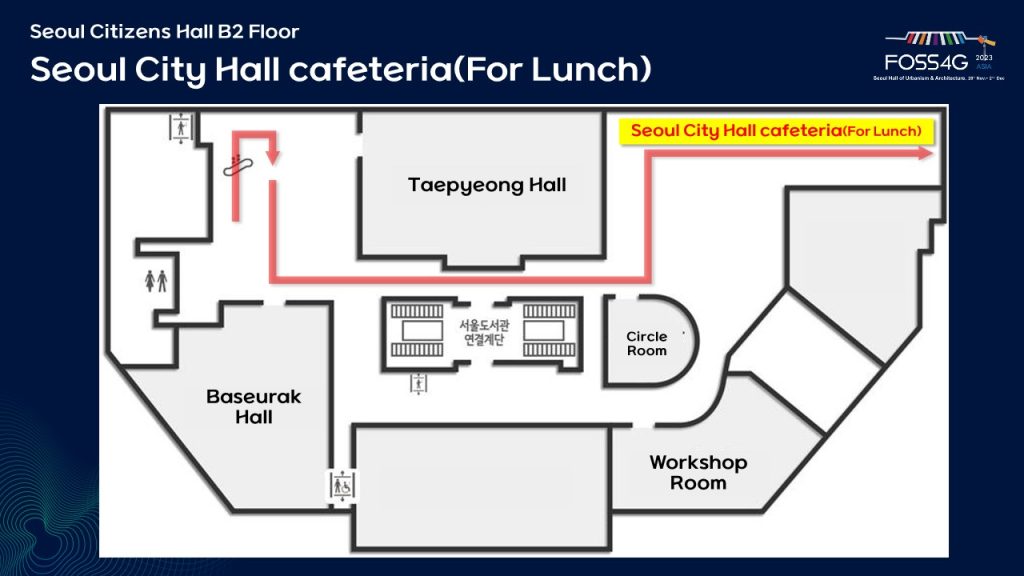 Seoul Citizens Hall B2 Floor
Seoul City Hall cafeteria(For Lunch)
FOSS4G
2023
ASIA
Seoul Hall of Urbanism & Architecture, 28th Nov.- 2nd Dec
Seoul City Hall cafeteria(For Lunch)
Taepyeong Hall
서울도서관
연결계단
Circle
Room
Baseurak
Hall
Workshop
Room